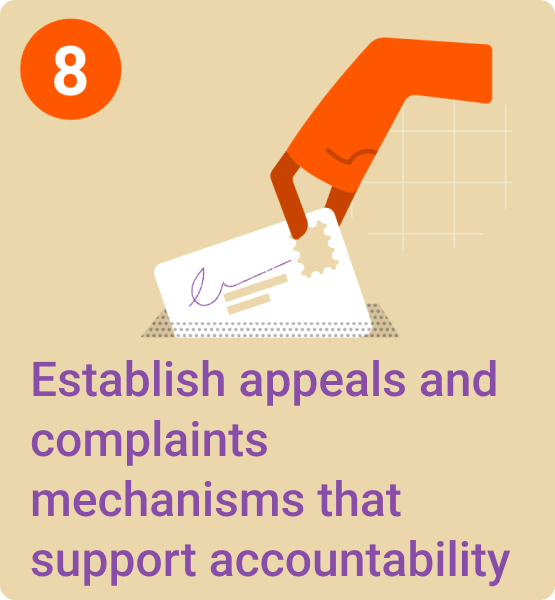 8
Establish appeals and
complaints
mechanisms that
support accountability